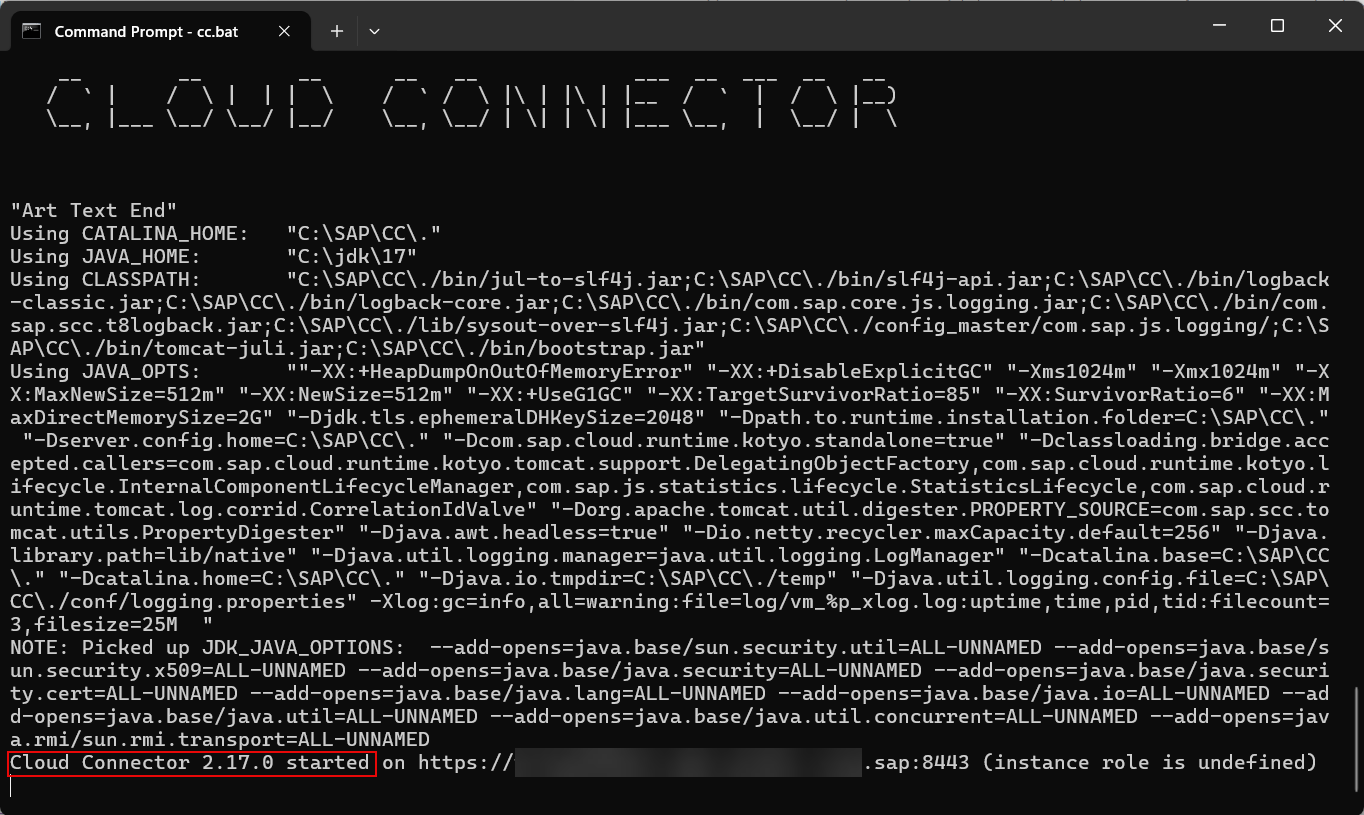 Command Prompt - cc.bat
CLOUD CONNECTOR
"Art Text End"
Using CATALINA_HOME:   "C:\SAP\CC\."
Using JAVA_HOME:       "C:\jdk\17"
Using CLASSPATH:       "C:\SAP\CC\./bin/jul-to-slf4j.jar;C:\SAP\CC\./bin/slf4j-api.jar;C:\SAP\CC\./bin/logback
-classic.jar;C:\SAP\CC\./bin/logback-core.jar;C:\SAP\CC\./bin/com.sap.core.js.logging.jar;C:\SAP\CC\./bin/com.
sap.scc.t8logback.jar;C:\SAP\CC\./lib/sysout-over-slf4j.jar;C:\SAP\CC\./config_master/com.sap.js.logging/;C:\S
AP\CC\./bin/tomcat-juli.jar;C:\SAP\CC\./bin/bootstrap.jar"
Using JAVA_OPTS:       ""-XX:+HeapDumpOnOutOfMemoryError" "-XX:+DisableExplicitGC" "-Xms1024m" "-Xmx1024m" "-X
X:MaxNewSize=512m" "-XX:NewSize=512m" "-XX:+UseG1GC" "-XX:TargetSurvivorRatio=85" "-XX:SurvivorRatio=6" "-XX:M
axDirectMemorySize=2G" "-Djdk.tls.ephemeralDHKeySize=2048" "-Dpath.to.runtime.installation.folder=C:\SAP\CC\."
 "-Dserver.config.home=C:\SAP\CC\." "-Dcom.sap.cloud.runtime.kotyo.standalone=true" "-Dclassloading.bridge.acc
epted.callers=com.sap.cloud.runtime.kotyo.tomcat.support.DelegatingObjectFactory,com.sap.cloud.runtime.kotyo.l
ifecycle.InternalComponentLifecycleManager,com.sap.js.statistics.lifecycle.StatisticsLifecycle,com.sap.cloud.r
untime.tomcat.log.corrid.CorrelationIdValve" "-Dorg.apache.tomcat.util.digester.PROPERTY_SOURCE=com.sap.scc.to
mcat.utils.PropertyDigester" "-Djava.awt.headless=true" "-Dio.netty.recycler.maxCapacity.default=256" "-Djava.
library.path=lib/native" "-Djava.util.logging.manager=java.util.logging.LogManager" "-Dcatalina.base=C:\SAP\CC
\." "-Dcatalina.home=C:\SAP\CC\." "-Djava.io.tmpdir=C:\SAP\CC\./temp" "-Djava.util.logging.config.file=C:\SAP\
CC\./conf/logging.properties" -Xlog:gc=info,all=warning:file=log/vm_%p_xlog.log:uptime,time,pid,tid:filecount=
3,filesize=25M  "
NOTE: Picked up JDK_JAVA_OPTIONS:  --add-opens=java.base/sun.security.util=ALL-UNNAMED --add-opens=java.base/s
un.security.x509=ALL-UNNAMED --add-opens=java.base/java.security=ALL-UNNAMED --add-opens=java.base/java.securi
ty.cert=ALL-UNNAMED --add-opens=java.base/java.lang=ALL-UNNAMED --add-opens=java.base/java.io=ALL-UNNAMED --ad
d-opens=java.base/java.util=ALL-UNNAMED --add-opens=java.base/java.util.concurrent=ALL-UNNAMED --add-opens=jav
a.rmi/sun.rmi.transport=ALL-UNNAMED
Cloud Connector 2.17.0 started on https:// .sap:8443 (instance role is undefined)